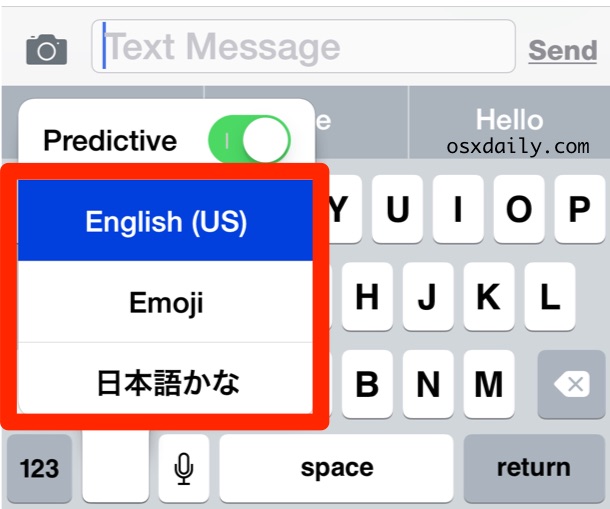 Text Message
Send
Predictive
e
Hello
osxdaily.com
English (US)
Y U I O P
Emoji
H J K L
日本語かな
B N M
123
space
return